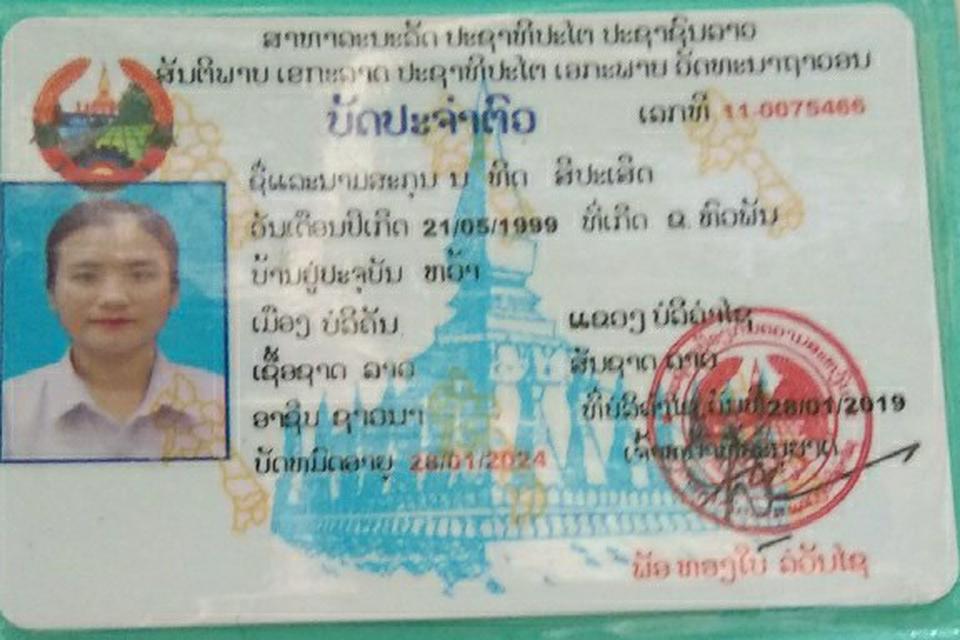 ສາທາລະນະລັດ ປະຊາທິປະໄຕ ປະຊາຊົນລາວ
ສັນຕິພາບ ເອກະລາດ ປະຊາທິປະໄຕ ເອກະພາບ ວັດທະນາຖາວອນ
ບັດປະຈຳຕົວ ເລກທີ 11-0075466
ຊື່ແລະນາມສະກຸນ ນ ທິດ ສີປະເສີດ
ວັນເດືອນປີເກີດ 21/05/1999 ທີ່ເກີດ ຂ. ຫົວພັນ
ບ້ານຢູ່ປະຈຸບັນ ທວ້າ
ເມືອງ ບໍລິຄັນ ແຂວງ ບໍລິຄຳໄຊ
ເຊື້ອຊາດ ລາວ ສັນຊາດ ລາວ
ອາຊີບ ຊາວນາ ທີ່ບໍລິຄຳໄຊ, ວັນທີ 28/01/2019
ບັດຫມົດອາຍຸ 28/01/2024
ພັອ ທອງໃບ ລໍວັນໄຊ